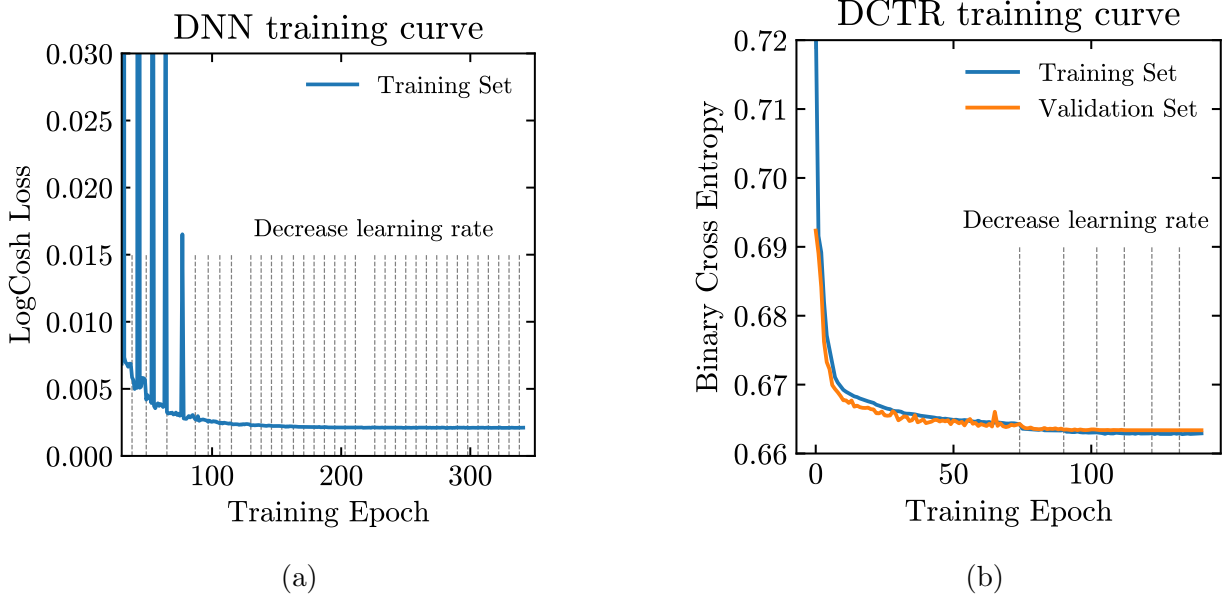 DNN training curve
LogCosh Loss
0.030
0.025
0.020
0.015
0.010
0.005
0.000
Training Set
Decrease learning rate
100
200
300
Training Epoch
(a)
DCTR training curve
Binary Cross Entropy
0.72
0.71
0.70
0.69
0.68
0.67
0.66
Training Set
Validation Set
Decrease learning rate
0
50
100
Training Epoch
(b)